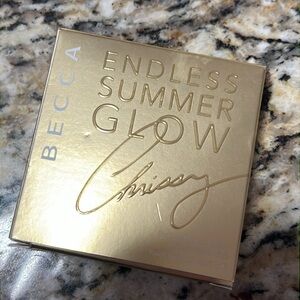 BECCA
ENDLESS
SUMMER
GLOW
Chrissy